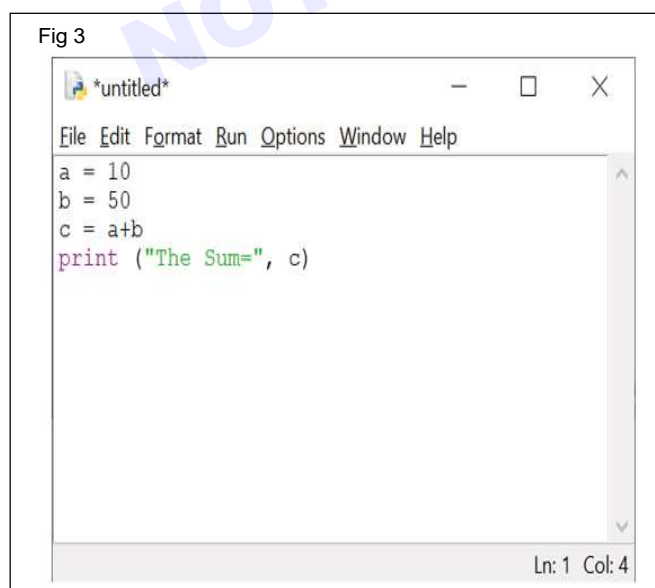 Fig 3
NO
*untitled*
File Edit Format Run Options Window Help
a = 10
b = 50
c = a+b
print ("The Sum=", c)
Ln: 1 Col: 4